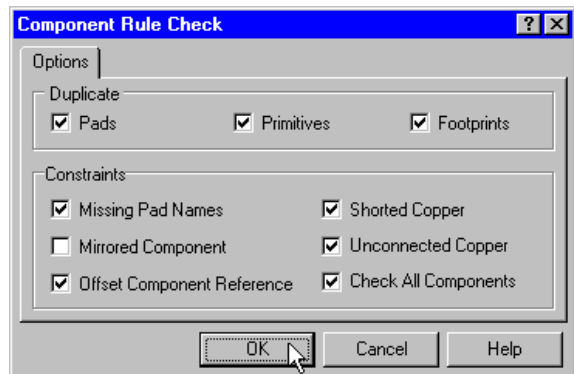 Component Rule Check
Options
Duplicate
Pads Primitives Footprints
Constraints
Missing Pad Names Shorted Copper
Mirrored Component Unconnected Copper
Offset Component Reference Check All Components
OK Cancel Help